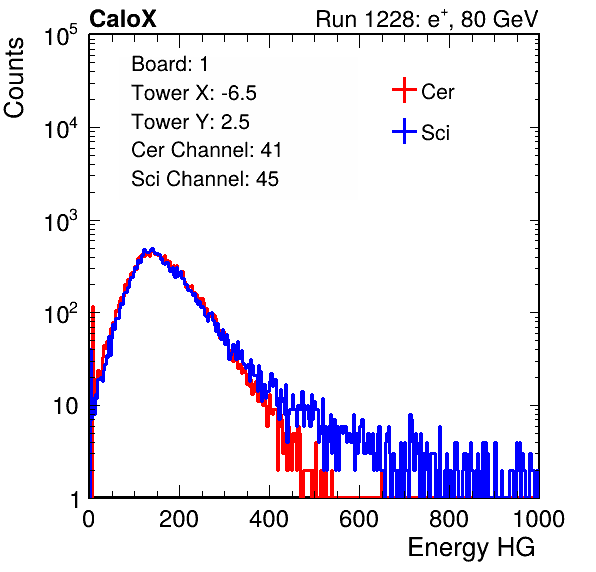 CaloX Run 1228: e⁺, 80 GeV
Counts
Board: 1
Tower X: -6.5
Tower Y: 2.5
Cer Channel: 41
Sci Channel: 45
Cer
Sci
10⁵
10⁴
10³
10²
10
1
0 200 400 600 800 1000
Energy HG